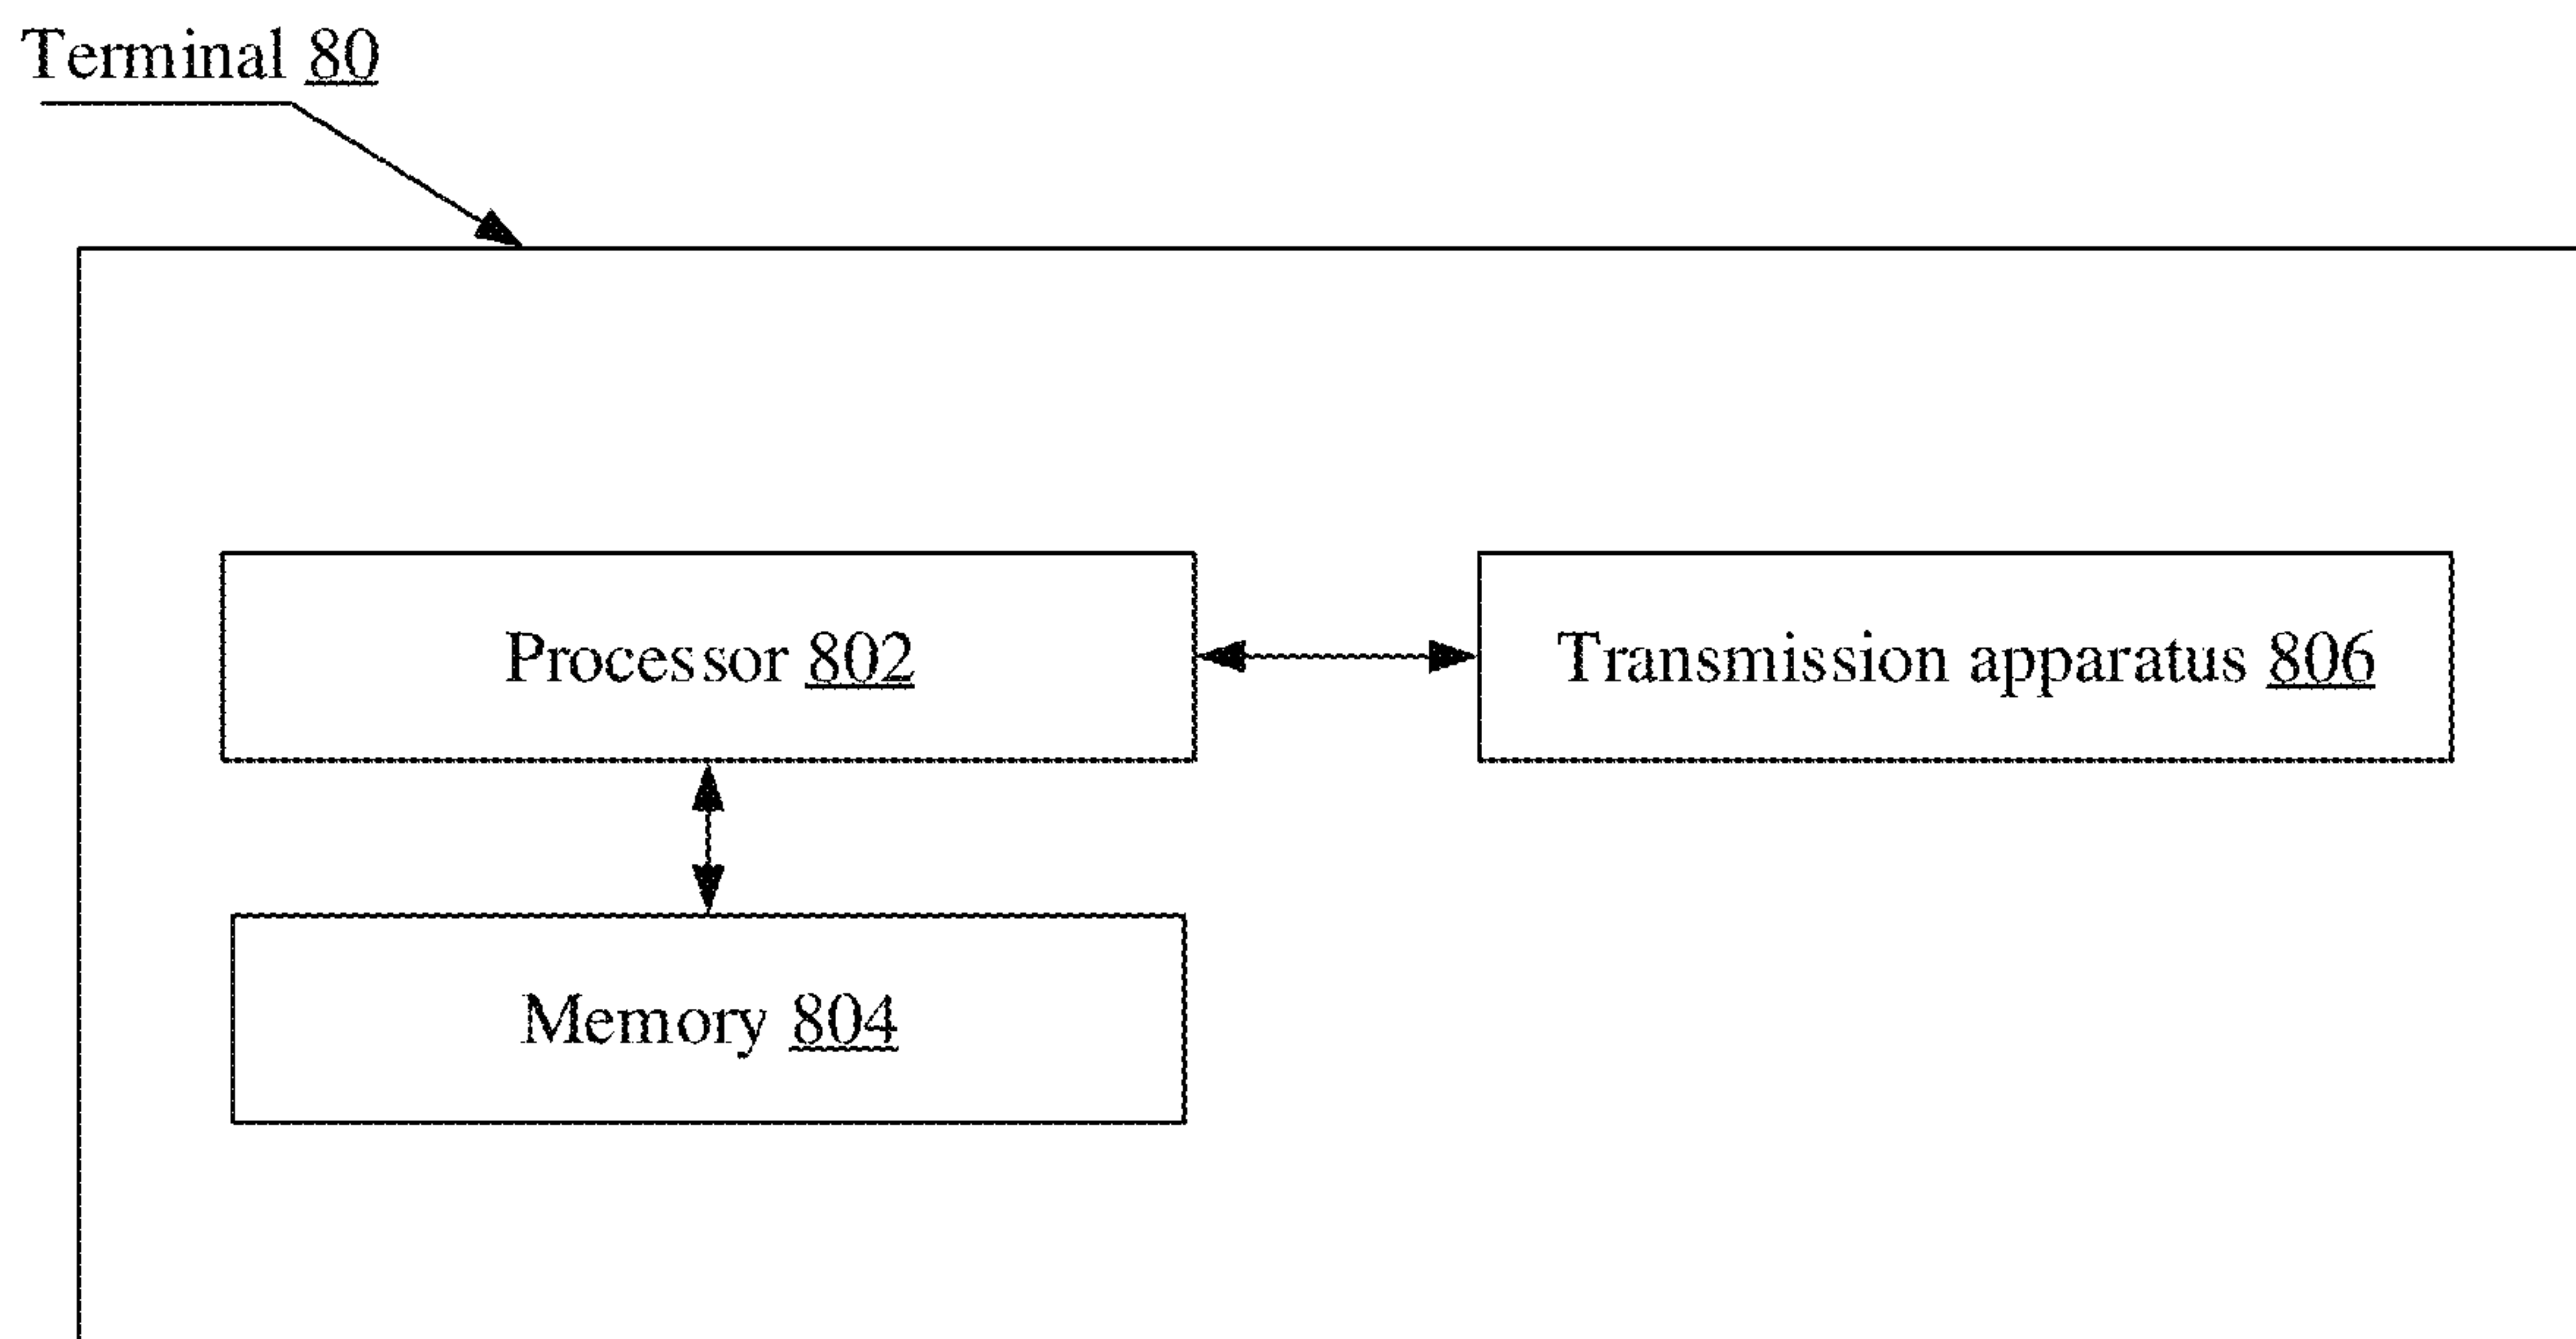 Terminal 80
Processor 802
Transmission apparatus 806
Memory 804